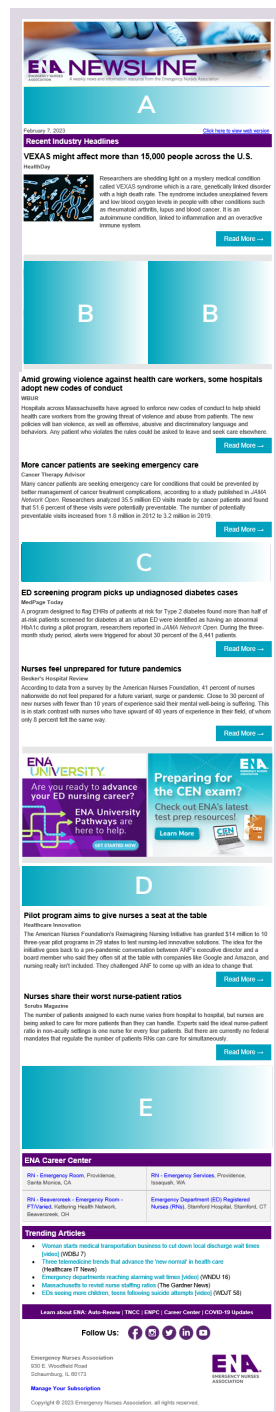 ENA NEWSLINE
EMERGENCY NURSES
ASSOCIATION
A weekly news and information resource from the Emergency Nurses Association
A
February 7, 2023
Click here to view web version
Recent Industry Headlines
VEXAS might affect more than 15,000 people across the U.S.
HealthDay
Researchers are shedding light on a mystery medical condition
called VEXAS syndrome which is a rare, genetically linked disorder
with a high death rate. The syndrome includes unexplained fevers
and low blood oxygen levels in people with other conditions such
as rheumatoid arthritis, lupus and blood cancer. It is an
autoimmune condition, linked to inflammation and an overactive
immune system.
Read More →
B
B
Amid growing violence against health care workers, some hospitals
adopt new codes of conduct
WBUR
Hospitals across Massachusetts have agreed to enforce new codes of conduct to help shield
health care workers from the growing threat of violence and abuse from patients. The new
policies will ban violence, as well as offensive, abusive and discriminatory language and
behaviors. Any patient who violates the rules could be asked to leave and seek care elsewhere.
Read More →
More cancer patients are seeking emergency care
Cancer Therapy Advisor
Many cancer patients are seeking emergency care for conditions that could be prevented by
better management of cancer treatment complications, according to a study published in JAMA
Network Open. Researchers analyzed 35.5 million ED visits made by cancer patients and found
that 51.6 percent of these visits were potentially preventable. The number of potentially
preventable visits increased from 1.8 million in 2012 to 3.2 million in 2019.
Read More →
C
ED screening program picks up undiagnosed diabetes cases
MedPage Today
A program designed to flag EHRs of patients at risk for Type 2 diabetes found more than half of
at-risk patients screened for diabetes at an urban ED were identified as having an abnormal
HbA1c during a pilot program, researchers reported in JAMA Network Open. During the three-
month study period, alerts were triggered for about 30 percent of the 8,441 patients.
Read More →
Nurses feel unprepared for future pandemics
Becker's Hospital Review
According to data from a survey by the American Nurses Foundation, 41 percent of nurses
nationwide do not feel prepared for a future variant, surge or pandemic. Close to 30 percent of
new nurses with fewer than 10 years of experience said their mental well-being is suffering. This
is in stark contrast with nurses who have upward of 40 years of experience in their field, of whom
only 8 percent felt the same way.
Read More →
ENA
UNIVERSITY
Are you ready to advance
your ED nursing career?
ENA University
Pathways are
here to help.
GET STARTED NOW
ENA
Preparing for
the CEN exam?
Check out ENA's latest
test prep resources!
Learn More
CEN
D
Pilot program aims to give nurses a seat at the table
Healthcare Innovation
The American Nurses Foundation's Reimagining Nursing Initiative has granted $14 million to 10
three-year pilot programs in 29 states to test nursing-led innovative solutions. The idea for the
initiative goes back to a pre-pandemic conversation between ANF's executive director and a
board member who said they often sit at the table with companies like Google and Amazon, and
nursing really isn't included. They challenged ANF to come up with an idea to change that.
Read More →
Nurses share their worst nurse-patient ratios
Scrubs Magazine
The number of patients assigned to each nurse varies from hospital to hospital, but nurses are
being asked to care for more patients than they can handle. Experts said the ideal nurse-patient
ratio in non-acuity settings is one nurse for every four patients. But there are currently no federal
mandates that regulate the number of patients RNs can care for simultaneously.
Read More →
E
ENA Career Center
RN - Emergency Room, Providence,
Santa Monica, CA
RN - Emergency Services, Providence,
Issaquah, WA
RN - Beavercreek - Emergency Room -
FT/Varied, Kettering Health Network,
Beavercreek, OH
Emergency Department (ED) Registered
Nurses (RNs), Stamford Hospital, Stamford, CT
Trending Articles
• Woman starts medical transportation business to cut down local discharge wait times
[video] (WDBJ 7)
• Three telemedicine trends that advance the 'new normal' in health care
(Healthcare IT News)
• Emergency departments reaching alarming wait times [video] (WNDU 16)
• Massachusetts to revisit nurse staffing ratios (The Gardner News)
• EDs seeing more children, teens following suicide attempts [video] (WDJT 58)
Learn about ENA: Auto-Renew | TNCC | ENPC | Career Center | COVID-19 Updates
Follow Us:
Emergency Nurses Association
930 E. Woodfield Road
Schaumburg, IL 60173
ENA
EMERGENCY NURSES
ASSOCIATION
Manage Your Subscription
Copyright © 2023 Emergency Nurses Association, all rights reserved.